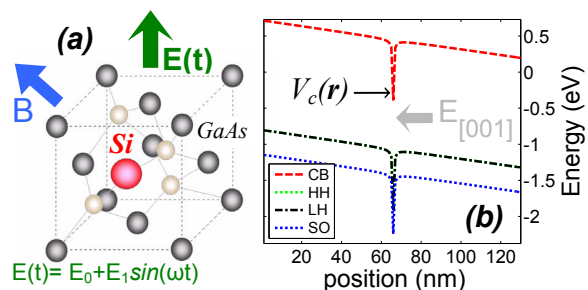 (a)
E(t)
B
GaAs
Si
E(t)= E₀+E₁sin(ωt)
V_c(r)
E_[001]
CB
HH
LH
SO
(b)
0.5
0
-0.5
-1
-1.5
-2
Energy (eV)
20 40 60 80 100 120
position (nm)